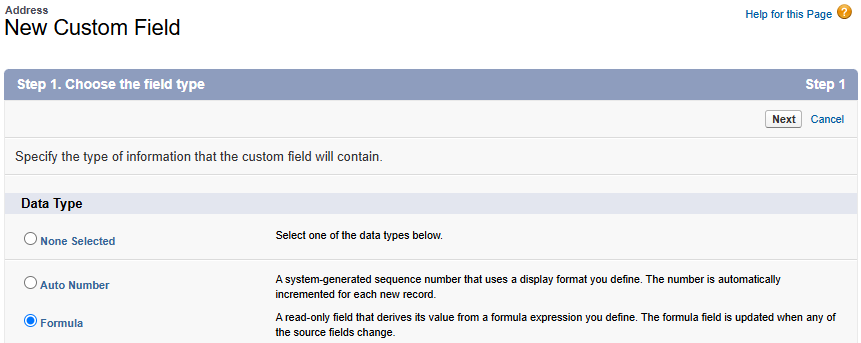 Address
New Custom Field
Help for this Page ?
Step 1. Choose the field type
Step 1
Next
Cancel
Specify the type of information that the custom field will contain.
Data Type
None Selected
Select one of the data types below.
Auto Number
A system-generated sequence number that uses a display format you define. The number is automatically
incremented for each new record.
Formula
A read-only field that derives its value from a formula expression you define. The formula field is updated when any of
the source fields change.